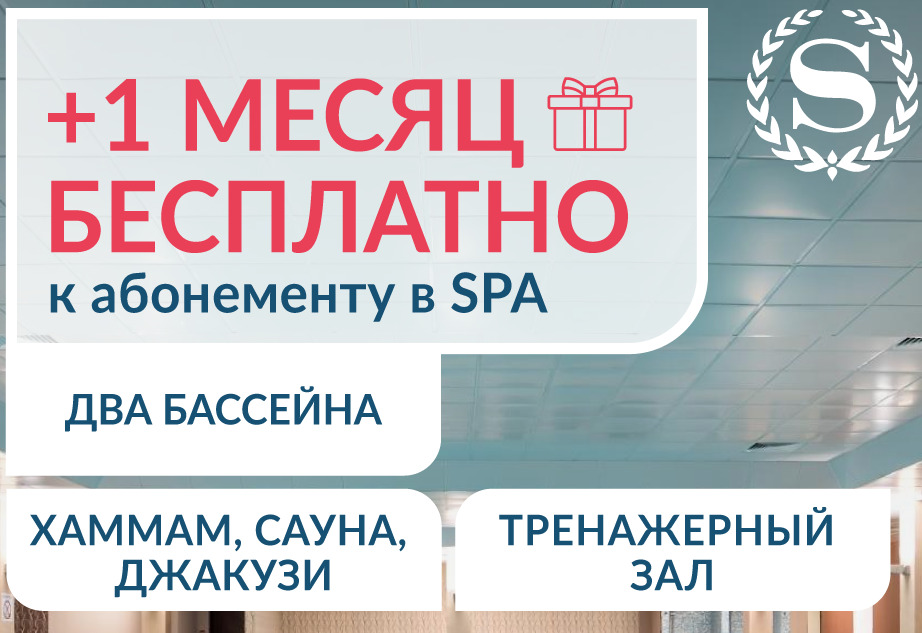 +1 МЕСЯЦ
БЕСПЛАТНО
к абонементу в SPA
ДВА БАССЕЙНА
ХАММАМ, САУНА,
ДЖАКУЗИ
ТРЕНАЖЕРНЫЙ
ЗАЛ
S